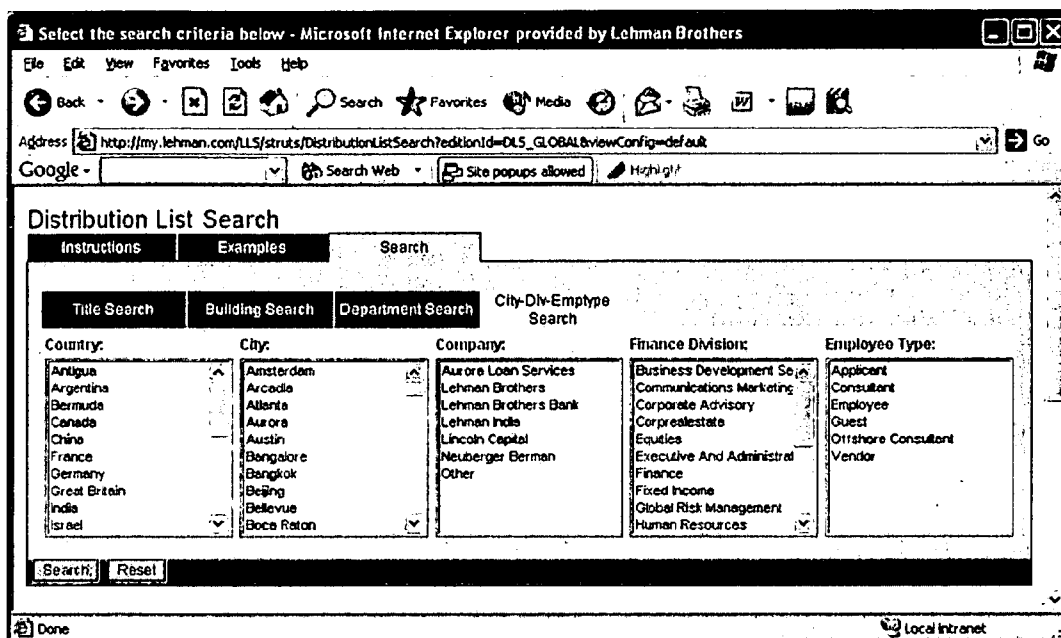 Select the search criteria below - Microsoft Internet Explorer provided by Lehman Brothers
File Edit View Favorites Tools Help
Back Search Favorites Media
Address http://my.lehman.com/LLS/struts/DistributionListSearch?editionId=DLS_GLOBAL&viewConfig=default Go
Google Search Web Site popups allowed Highlight
Distribution List Search
Instructions Examples Search
Title Search Building Search Department Search City-Div-Emptype Search
Country: City: Company: Finance Division: Employee Type:
Antigua Amsterdam Aurora Loan Services Business Development Se Applicant
Argentina Arcadia Lehman Brothers Communications Marketing Consultant
Bermuda Atlanta Lehman Brothers Bank Corporate Advisory Employee
Canada Aurora Lehman India Corprealestate Guest
China Austin Lincoln Capital Equities Offshore Consultant
France Bangalore Neuberger Berman Executive And Administrat Vendor
Germany Bangkok Other Finance
Great Britain Beijing Fixed Income
India Bellevue Global Risk Management
Israel Boca Raton Human Resources
Search Reset
Done Local intranet